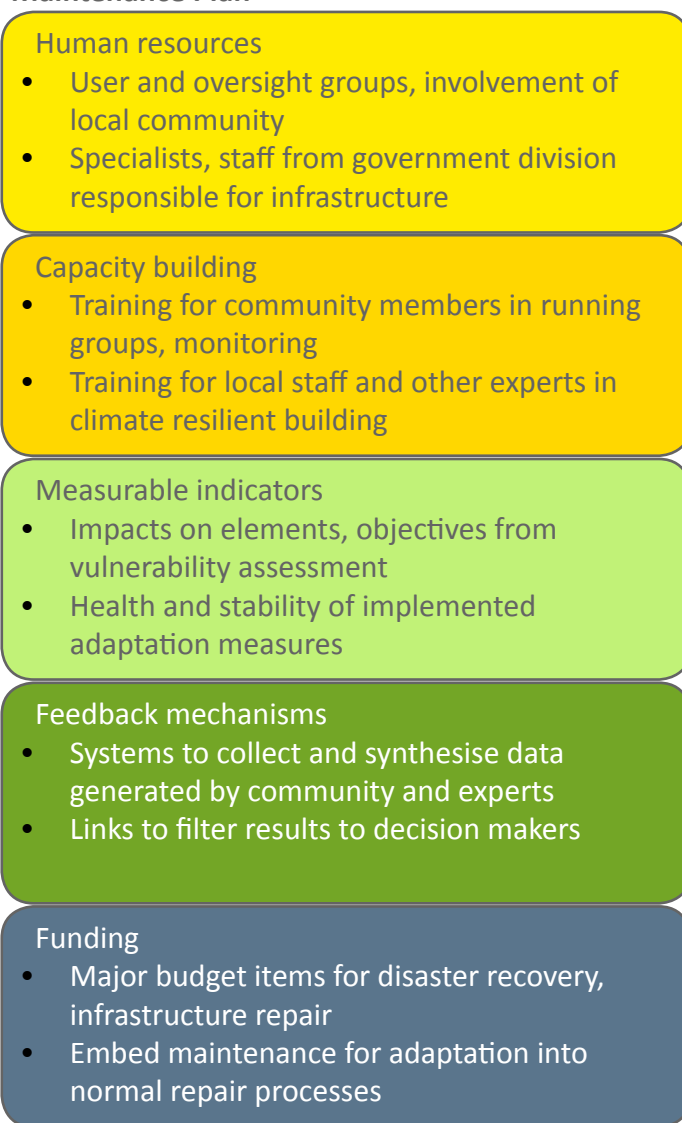 Human resources
• User and oversight groups, involvement of
local community
• Specialists, staff from government division
responsible for infrastructure
Capacity building
• Training for community members in running
groups, monitoring
• Training for local staff and other experts in
climate resilient building
Measurable indicators
• Impacts on elements, objectives from
vulnerability assessment
• Health and stability of implemented
adaptation measures
Feedback mechanisms
• Systems to collect and synthesise data
generated by community and experts
• Links to filter results to decision makers
Funding
• Major budget items for disaster recovery,
infrastructure repair
• Embed maintenance for adaptation into
normal repair processes